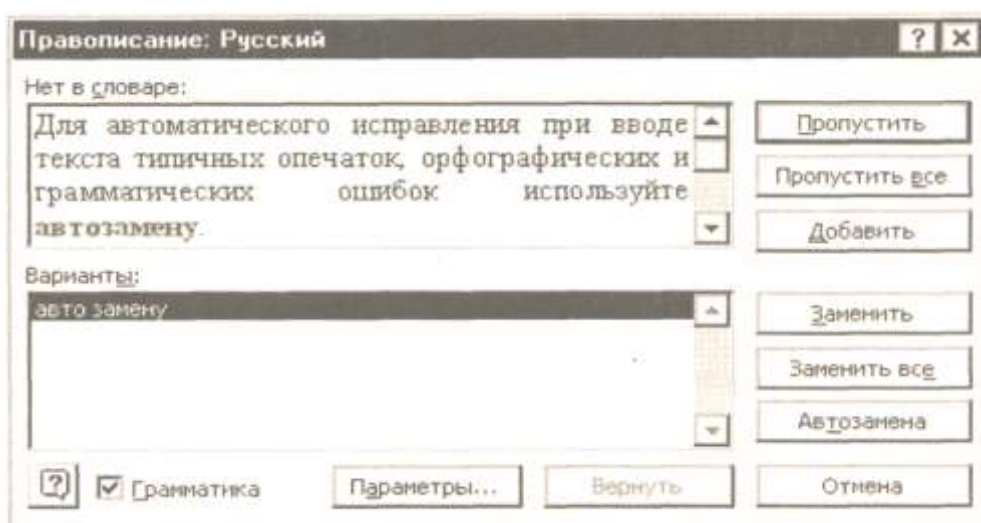 Правописание: Русский
Нет в словаре:
Для автоматического исправления при вводе
текста типичных опечаток, орфографических и
грамматических ошибок используйте
автозамену.
Пропустить
Пропустить все
Добавить
Варианты:
авто замену
Заменить
Заменить все
Автозамена
Грамматика
Параметры...
Вернуть
Отмена